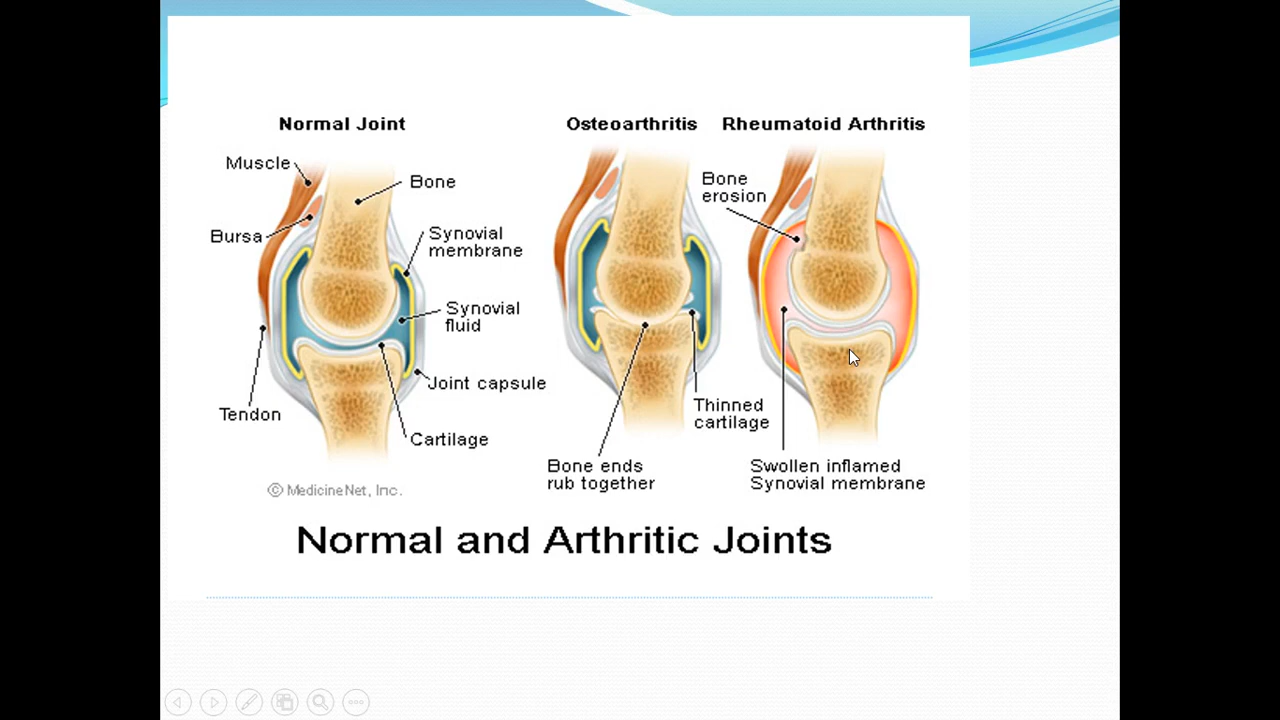 Normal Joint
Muscle
Bone
Bursa
Synovial
membrane
Synovial
fluid
Joint capsule
Tendon
Cartilage
© MedicineNet, Inc.
Osteoarthritis
Thinned
cartilage
Bone ends
rub together
Rheumatoid Arthritis
Bone
erosion
Swollen inflamed
Synovial membrane
Normal and Arthritic Joints